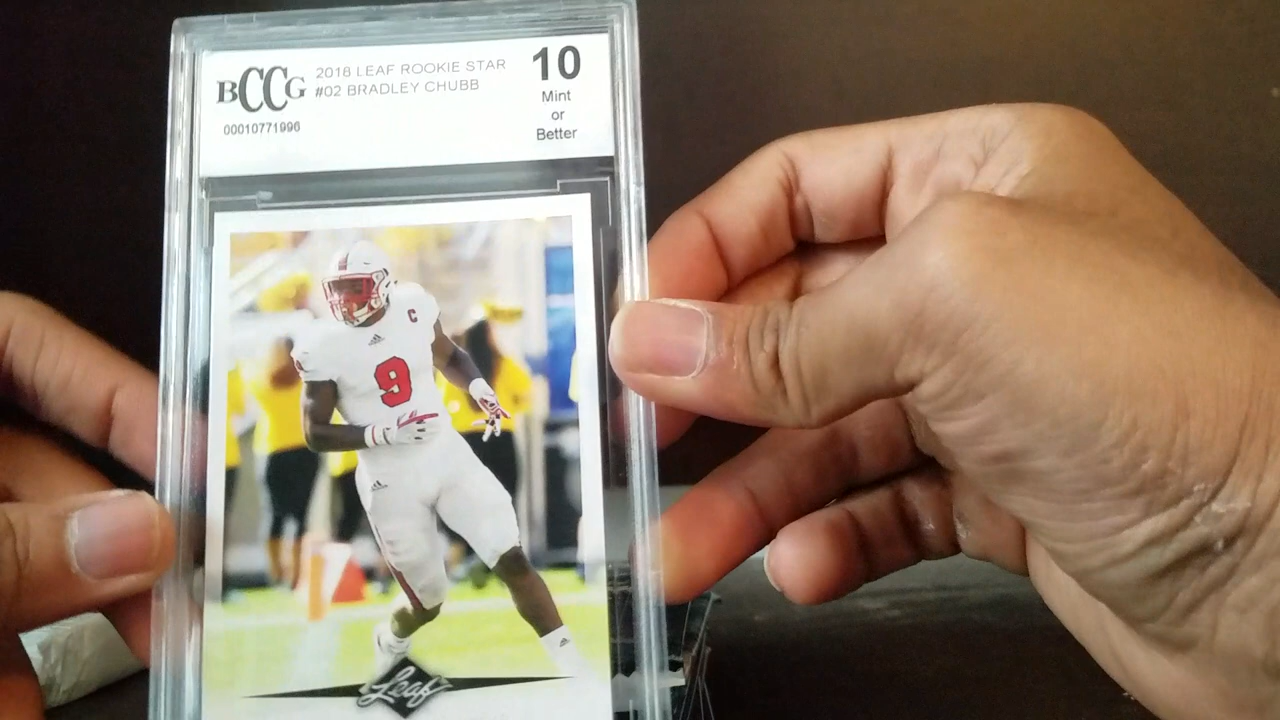 BCCG
2018 LEAF ROOKIE STAR
#02 BRADLEY CHUBB
00010771996
10
Mint
or
Better
C
9
Leaf